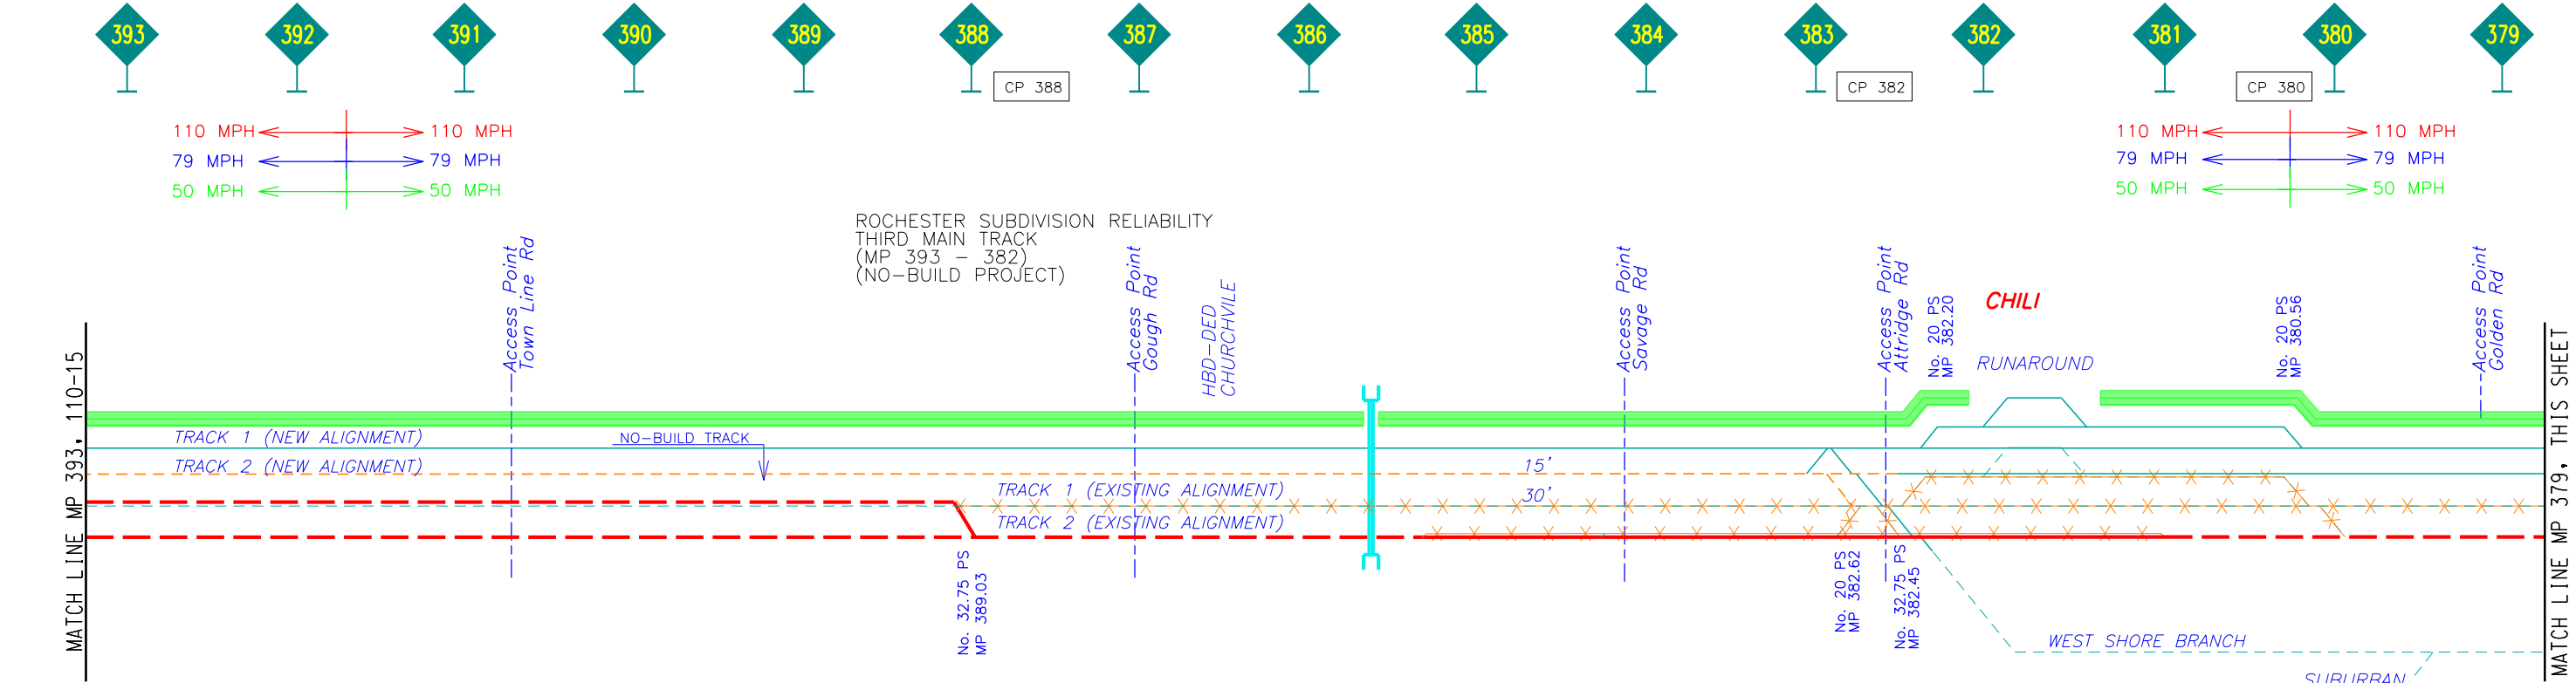 393
392
391
390
389
388
387
386
385
384
383
382
381
380
379
CP 388
CP 382
CP 380
110 MPH
110 MPH
79 MPH
79 MPH
50 MPH
50 MPH
110 MPH
110 MPH
79 MPH
79 MPH
50 MPH
50 MPH
ROCHESTER SUBDIVISION RELIABILITY
THIRD MAIN TRACK
(MP 393 - 382)
(NO-BUILD PROJECT)
MATCH LINE MP 393, 110-15
Access Point
Town Line Rd
Access Point
Gough Rd
HBD-DED
CHURCHVILE
Access Point
Savage Rd
Access Point
Attridge Rd
No. 20 PS
MP 382.20
CHILI
RUNAROUND
No. 20 PS
MP 380.56
Access Point
Golden Rd
MATCH LINE MP 379, THIS SHEET
TRACK 1 (NEW ALIGNMENT)
NO-BUILD TRACK
TRACK 2 (NEW ALIGNMENT)
15'
TRACK 1 (EXISTING ALIGNMENT)
30'
TRACK 2 (EXISTING ALIGNMENT)
No. 32.75 PS
MP 389.03
No. 20 PS
MP 382.62
No. 32.75 PS
MP 382.45
WEST SHORE BRANCH
SUBURBAN